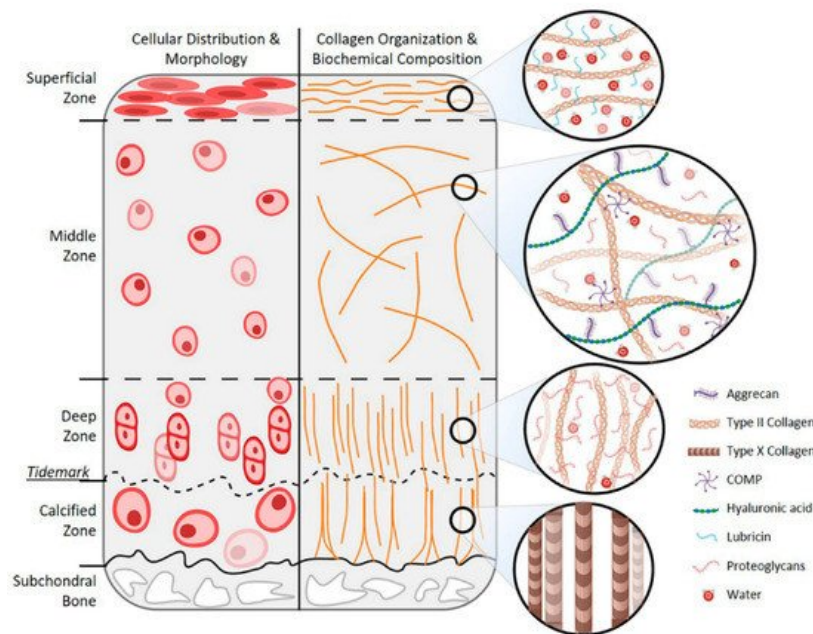 Cellular Distribution &
Morphology
Collagen Organization &
Biochemical Composition
Superficial
Zone
Middle
Zone
Deep
Zone
Tidemark
Calcified
Zone
Subchondral
Bone
Aggrecan
Type II Collagen
Type X Collagen
COMP
Hyaluronic acid
Lubricin
Proteoglycans
Water